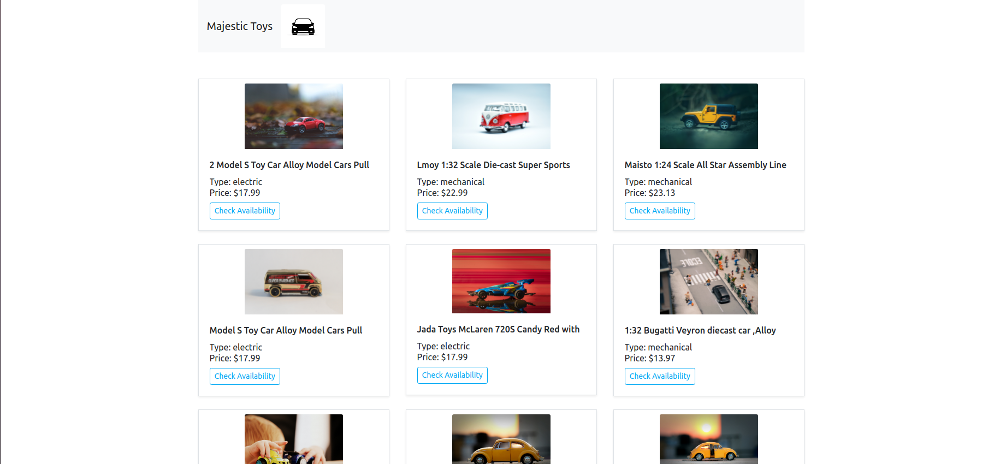 Majestic Toys
2 Model S Toy Car Alloy Model Cars Pull
Type: electric
Price: $17.99
Check Availability
Lmoy 1:32 Scale Die-cast Super Sports
Type: mechanical
Price: $22.99
Check Availability
Maisto 1:24 Scale All Star Assembly Line
Type: mechanical
Price: $23.13
Check Availability
Model S Toy Car Alloy Model Cars Pull
Type: electric
Price: $17.99
Check Availability
Jada Toys McLaren 720S Candy Red with
Type: electric
Price: $17.99
Check Availability
ECOLE
1:32 Bugatti Veyron diecast car ,Alloy
Type: mechanical
Price: $13.97
Check Availability